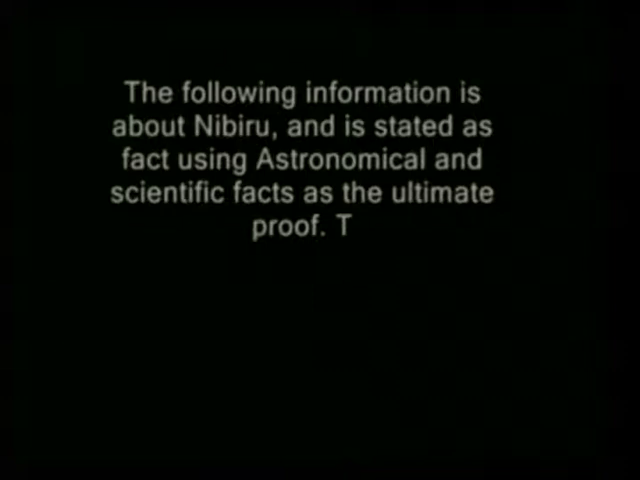 The following information is
about Nibiru, and is stated as
fact using Astronomical and
scientific facts as the ultimate
proof. T